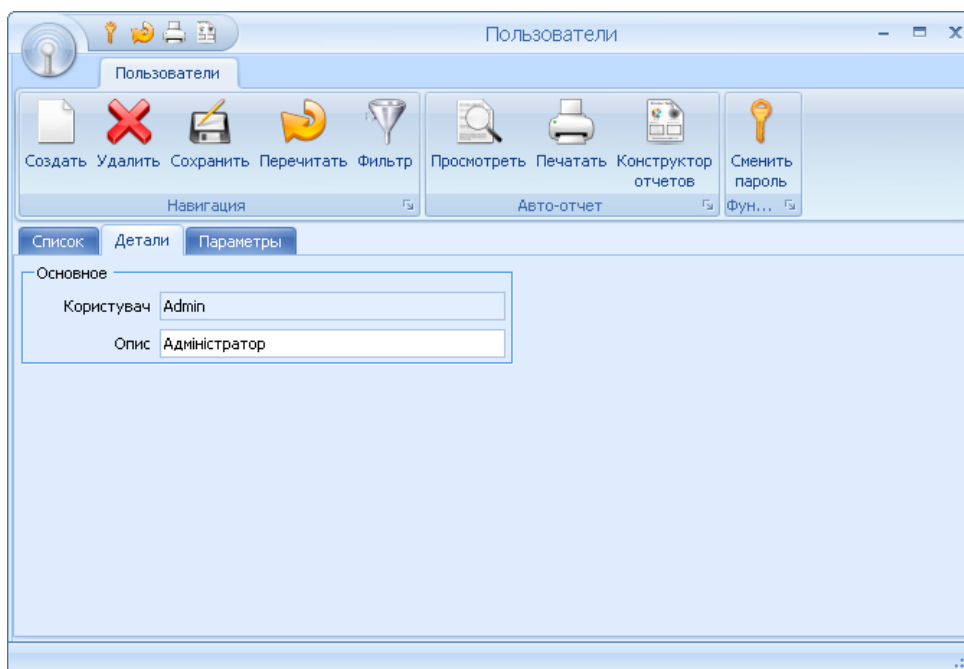 Пользователи
Пользователи
Создать Удалить Сохранить Перечитать Фильтр Просмотреть Печатать Конструктор отчетов Сменить пароль
Навигация Авто-отчет Фун...
Список Детали Параметры
Основное
Користувач Admin
Опис Адміністратор